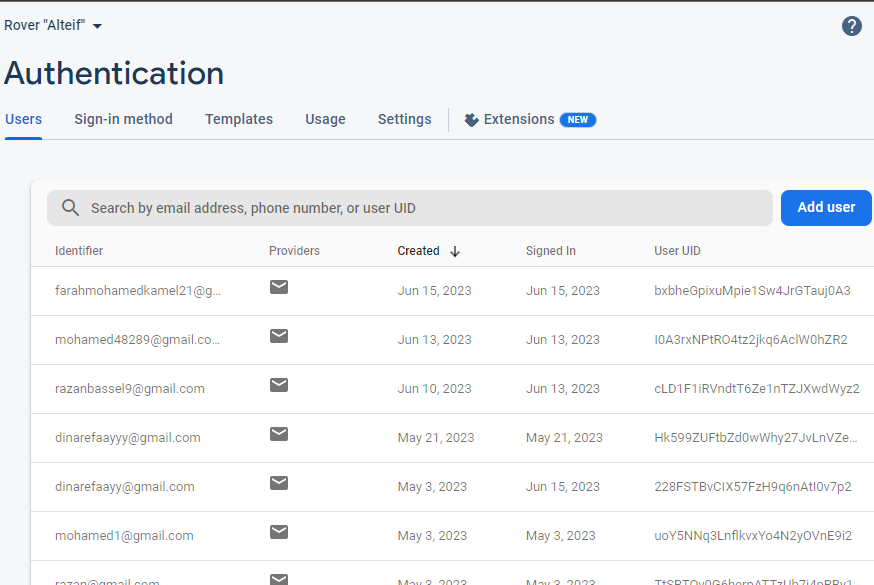 Rover "Alteif"
Authentication
Users Sign-in method Templates Usage Settings Extensions NEW
Search by email address, phone number, or user UID Add user
Identifier Providers Created Signed In User UID
farahmohamedkamel21@g... Jun 15, 2023 Jun 15, 2023 bxbheGpixuMpie1Sw4JrGTauj0A3
mohamed48289@gmail.co... Jun 13, 2023 Jun 13, 2023 I0A3rxNPtRO4tz2jkq6AclW0hZR2
razanbassel9@gmail.com Jun 10, 2023 Jun 13, 2023 cLD1F1iRVndtT6Ze1nTZJXwdWyz2
dinarefaayyy@gmail.com May 21, 2023 May 21, 2023 Hk599ZUFtbZd0wWhy27JvLnVZe...
dinarefaayy@gmail.com May 3, 2023 Jun 15, 2023 228FSTBvCIX57FzH9q6nAtI0v7p2
mohamed1@gmail.com May 3, 2023 May 3, 2023 uoY5NNq3LnflkvxYo4N2yOVnE9i2
razan@gmail.com May 3, 2023 May 3, 2023